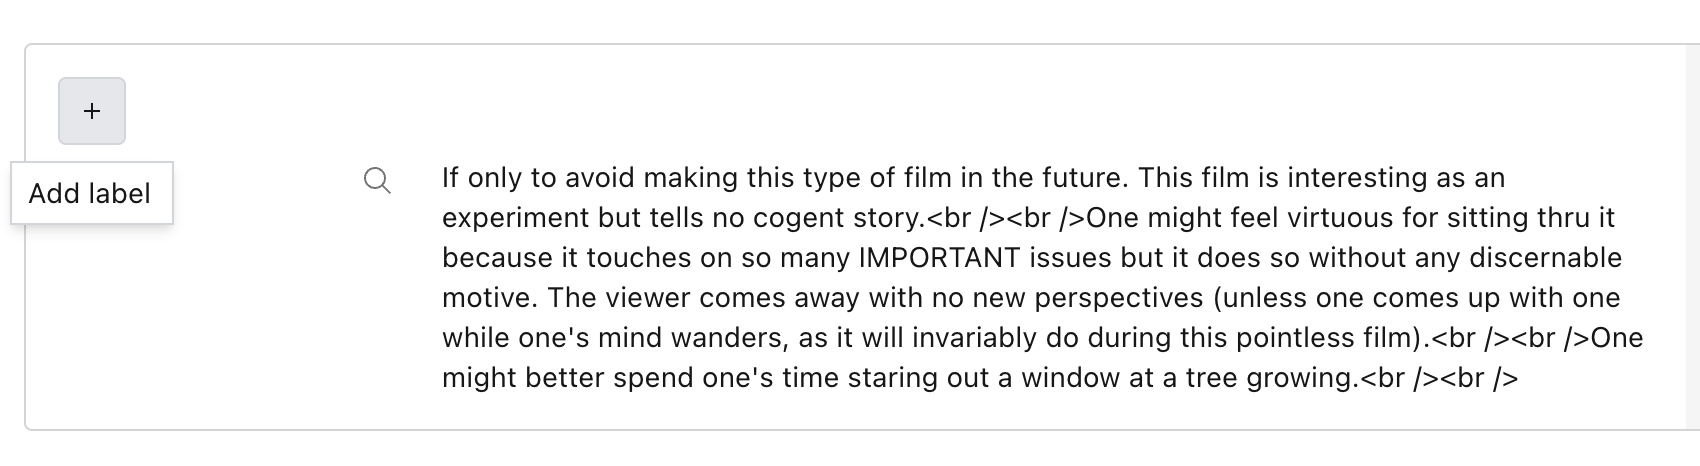 +
Add label
If only to avoid making this type of film in the future. This film is interesting as an
experiment but tells no cogent story.<br /><br />One might feel virtuous for sitting thru it
because it touches on so many IMPORTANT issues but it does so without any discernable
motive. The viewer comes away with no new perspectives (unless one comes up with one
while one's mind wanders, as it will invariably do during this pointless film).<br /><br />One
might better spend one's time staring out a window at a tree growing.<br /><br />